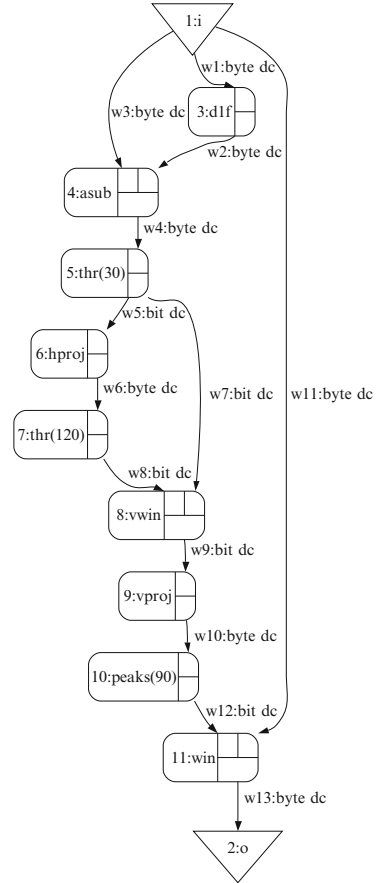 1:i
w1:byte dc
w3:byte dc
3:d1f
w2:byte dc
4:asub
w4:byte dc
5:thr(30)
w5:bit dc
6:hproj
w6:byte dc
w7:bit dc
w11:byte dc
7:thr(120)
w8:bit dc
8:vwin
w9:bit dc
9:vproj
w10:byte dc
10:peaks(90)
w12:bit dc
11:win
w13:byte dc
2:o